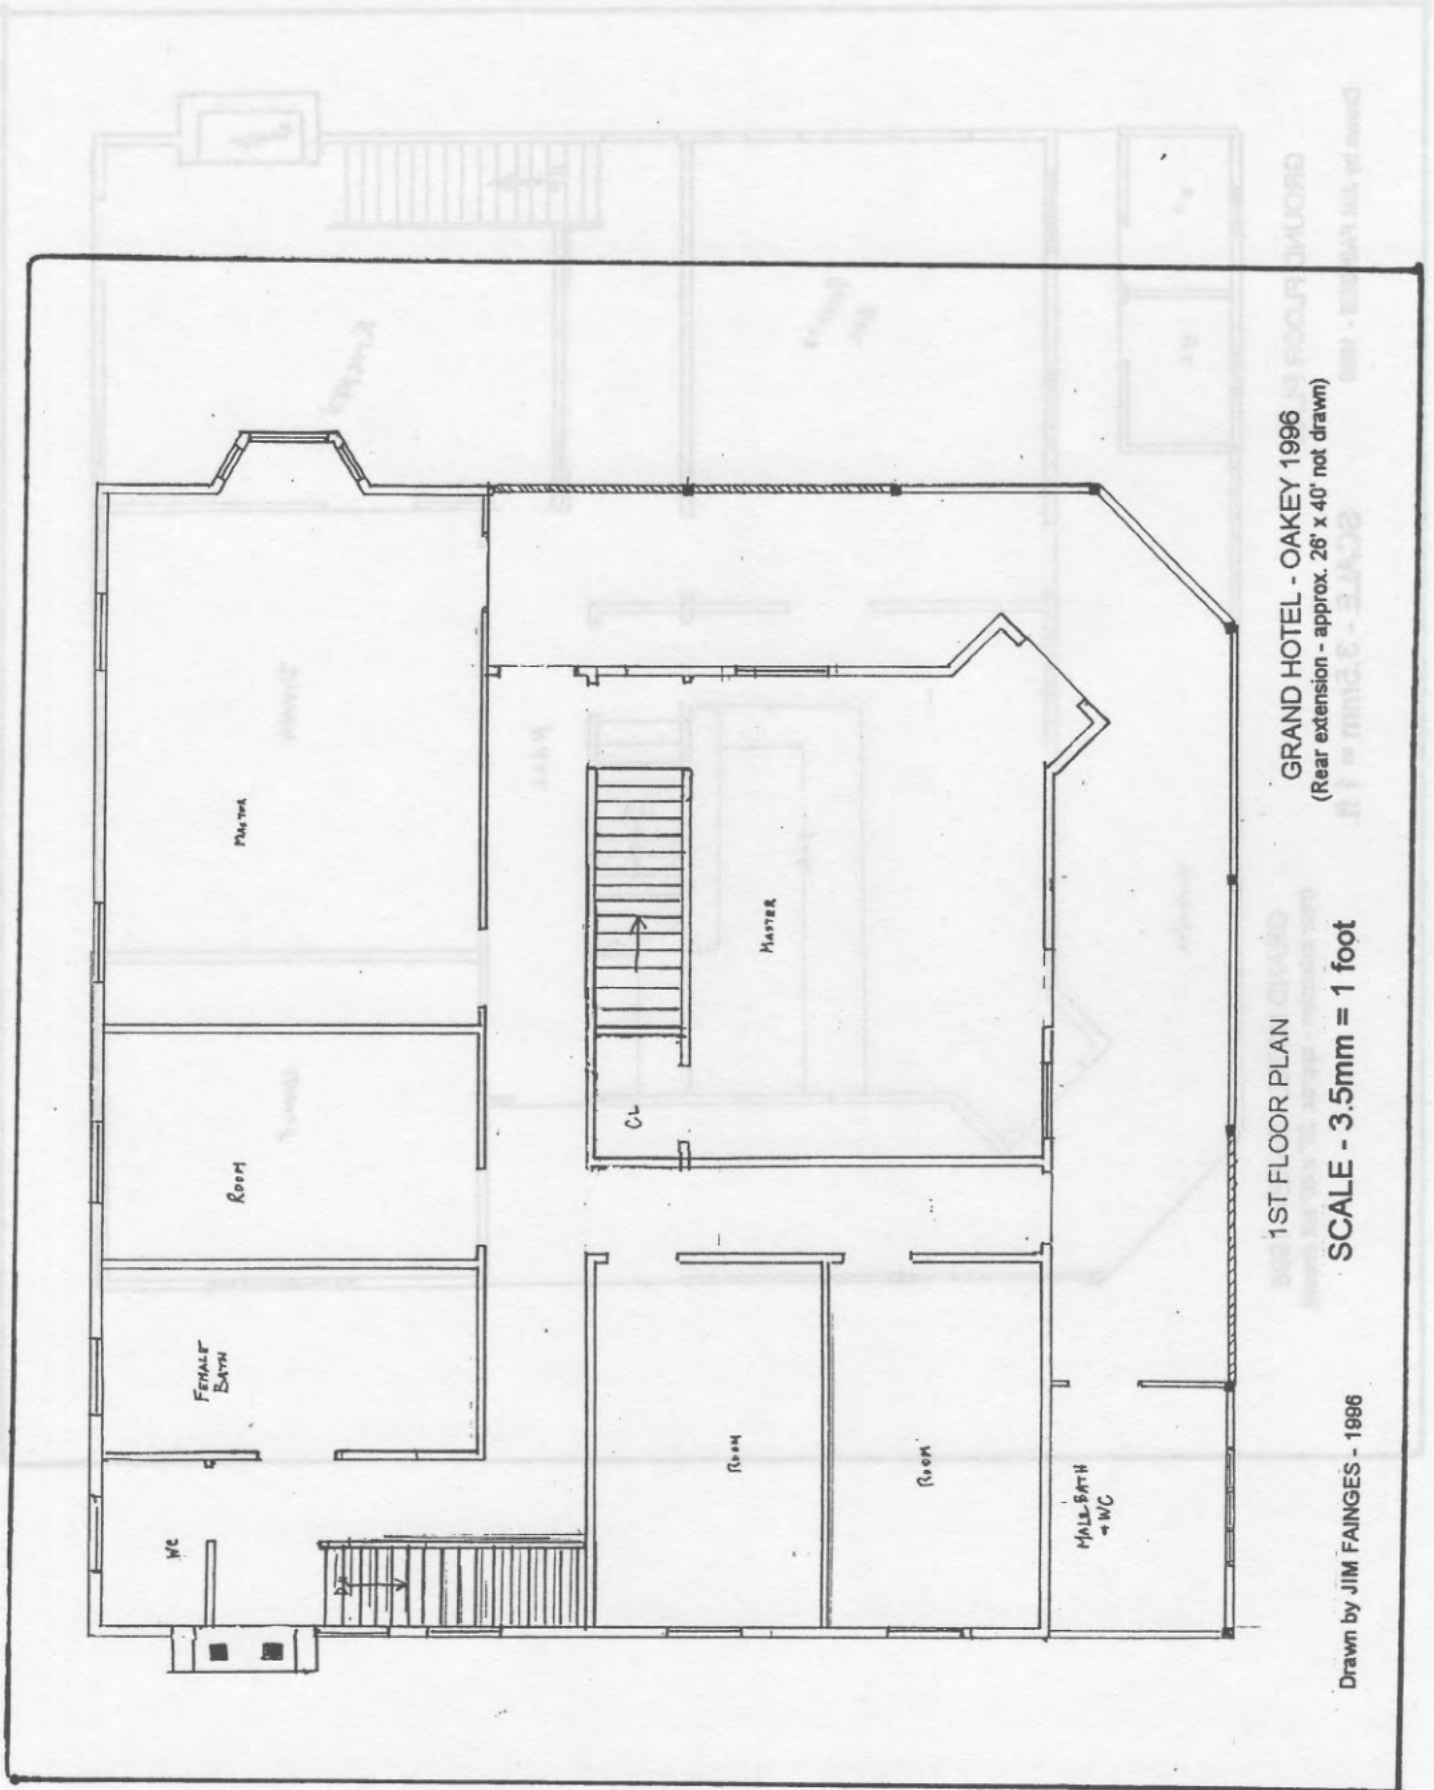 MASTER
ROOM
FEMALE
BATH
WC
DN
MASTER
CL
ROOM
ROOM
MALE BATH
+ WC
1ST FLOOR PLAN
GRAND HOTEL - OAKEY 1996
(Rear extension - approx. 26' x 40' not drawn)
SCALE - 3.5mm = 1 foot
Drawn by JIM FAINGES - 1996